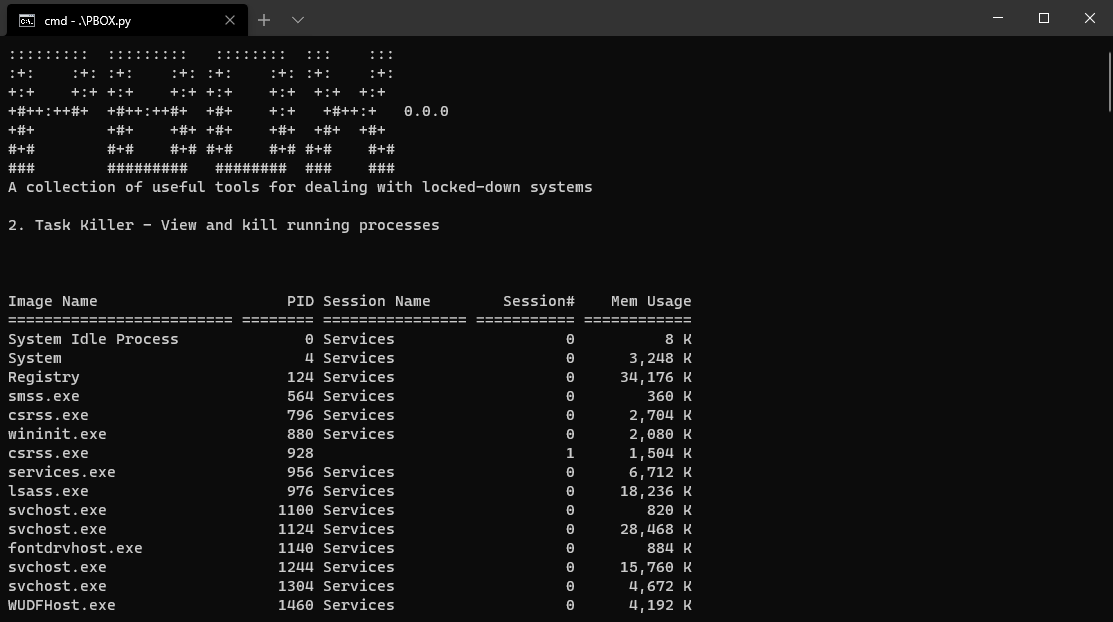 cmd - .\PBOX.py
:::::::::  :::::::::   ::::::::  :::    :::
:+:    :+: :+:    :+: :+:    :+: :+:    :+:
+:+    +:+ +:+    +:+ +:+    +:+  +:+  +:+
+#++:++#+  +#++:++#+  +#+    +:+   +#++:+   0.0.0
+#+        +#+    +#+ +#+    +#+  +#+  +#+
#+#        #+#    #+# #+#    #+# #+#    #+#
###        #########   ########  ###    ###
A collection of useful tools for dealing with locked-down systems
2. Task Killer - View and kill running processes
Image Name                     PID Session Name        Session#    Mem Usage
========================= ======== ================ =========== ============
System Idle Process              0 Services                   0          8 K
System                           4 Services                   0      3,248 K
Registry                       124 Services                   0     34,176 K
smss.exe                       564 Services                   0        360 K
csrss.exe                      796 Services                   0      2,704 K
wininit.exe                    880 Services                   0      2,080 K
csrss.exe                      928                            1      1,504 K
services.exe                   956 Services                   0      6,712 K
lsass.exe                      976 Services                   0     18,236 K
svchost.exe                   1100 Services                   0        820 K
svchost.exe                   1124 Services                   0     28,468 K
fontdrvhost.exe               1140 Services                   0        884 K
svchost.exe                   1244 Services                   0     15,760 K
svchost.exe                   1304 Services                   0      4,672 K
WUDFHost.exe                  1460 Services                   0      4,192 K